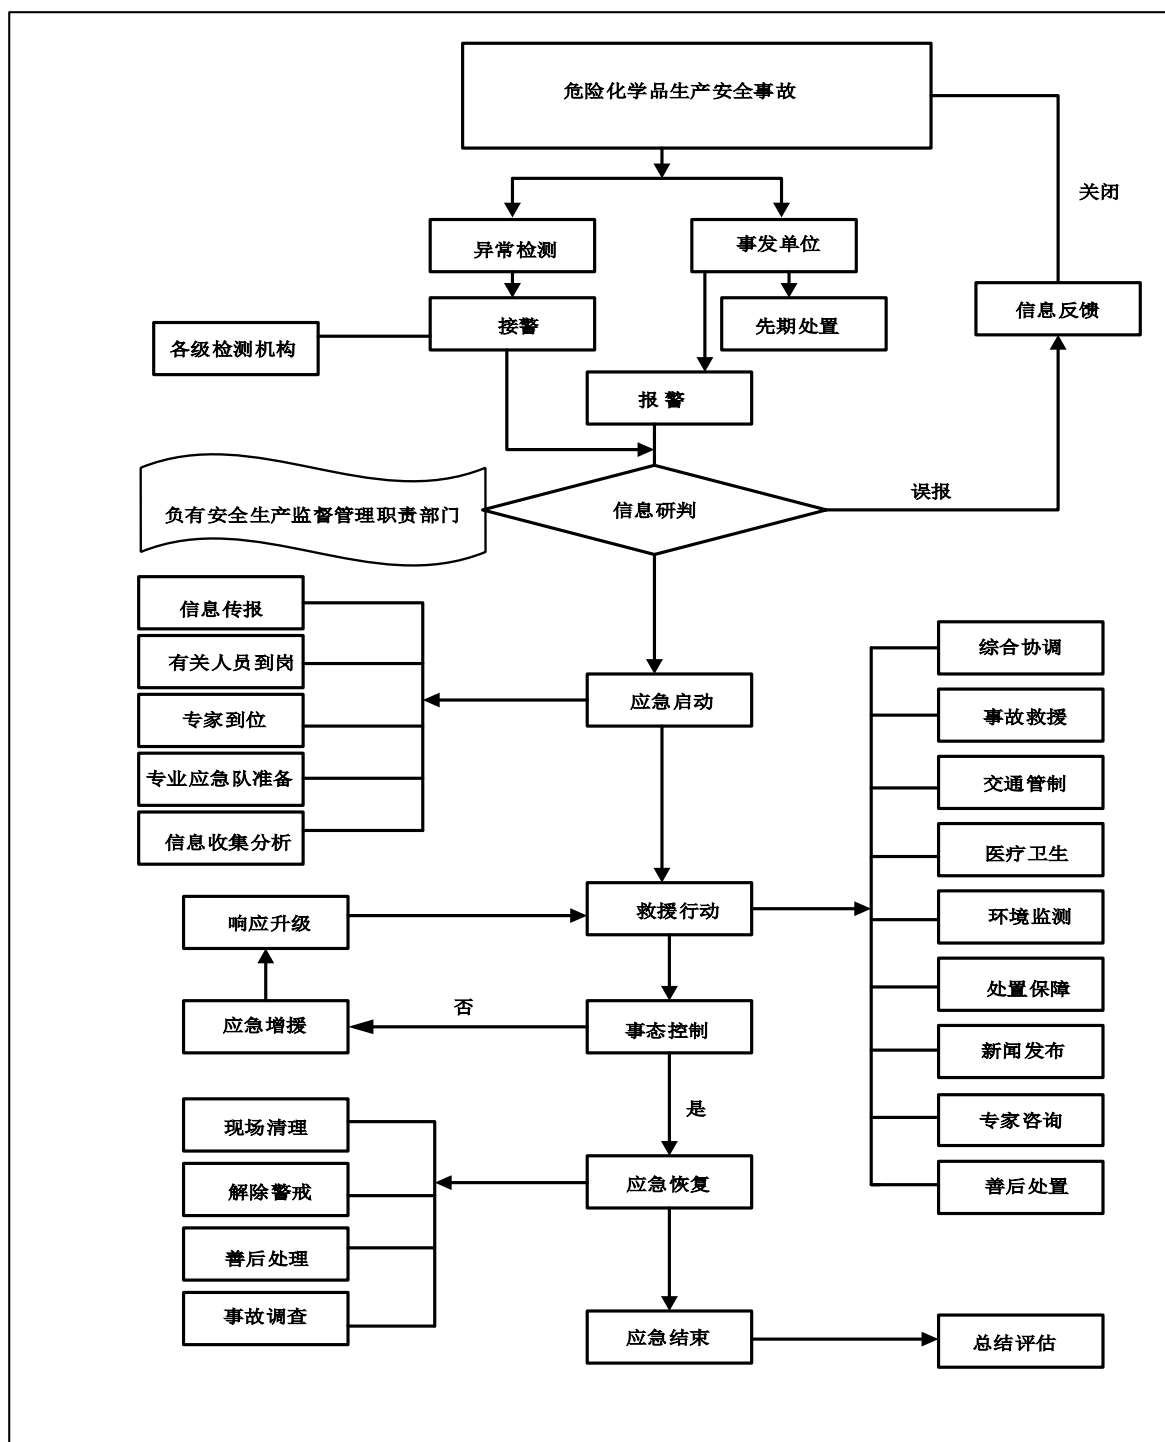 危险化学品生产安全事故
关闭
异常检测
事发单位
接警
先期处置
信息反馈
各级检测机构
报 警
负有安全生产监督管理职责部门
信息研判
误报
信息传报
有关人员到岗
专家到位
专业应急队准备
信息收集分析
应急启动
综合协调
事故救援
交通管制
医疗卫生
环境监测
处置保障
新闻发布
专家咨询
善后处置
响应升级
救援行动
应急增援
否
事态控制
是
现场清理
解除警戒
善后处理
事故调查
应急恢复
应急结束
总结评估